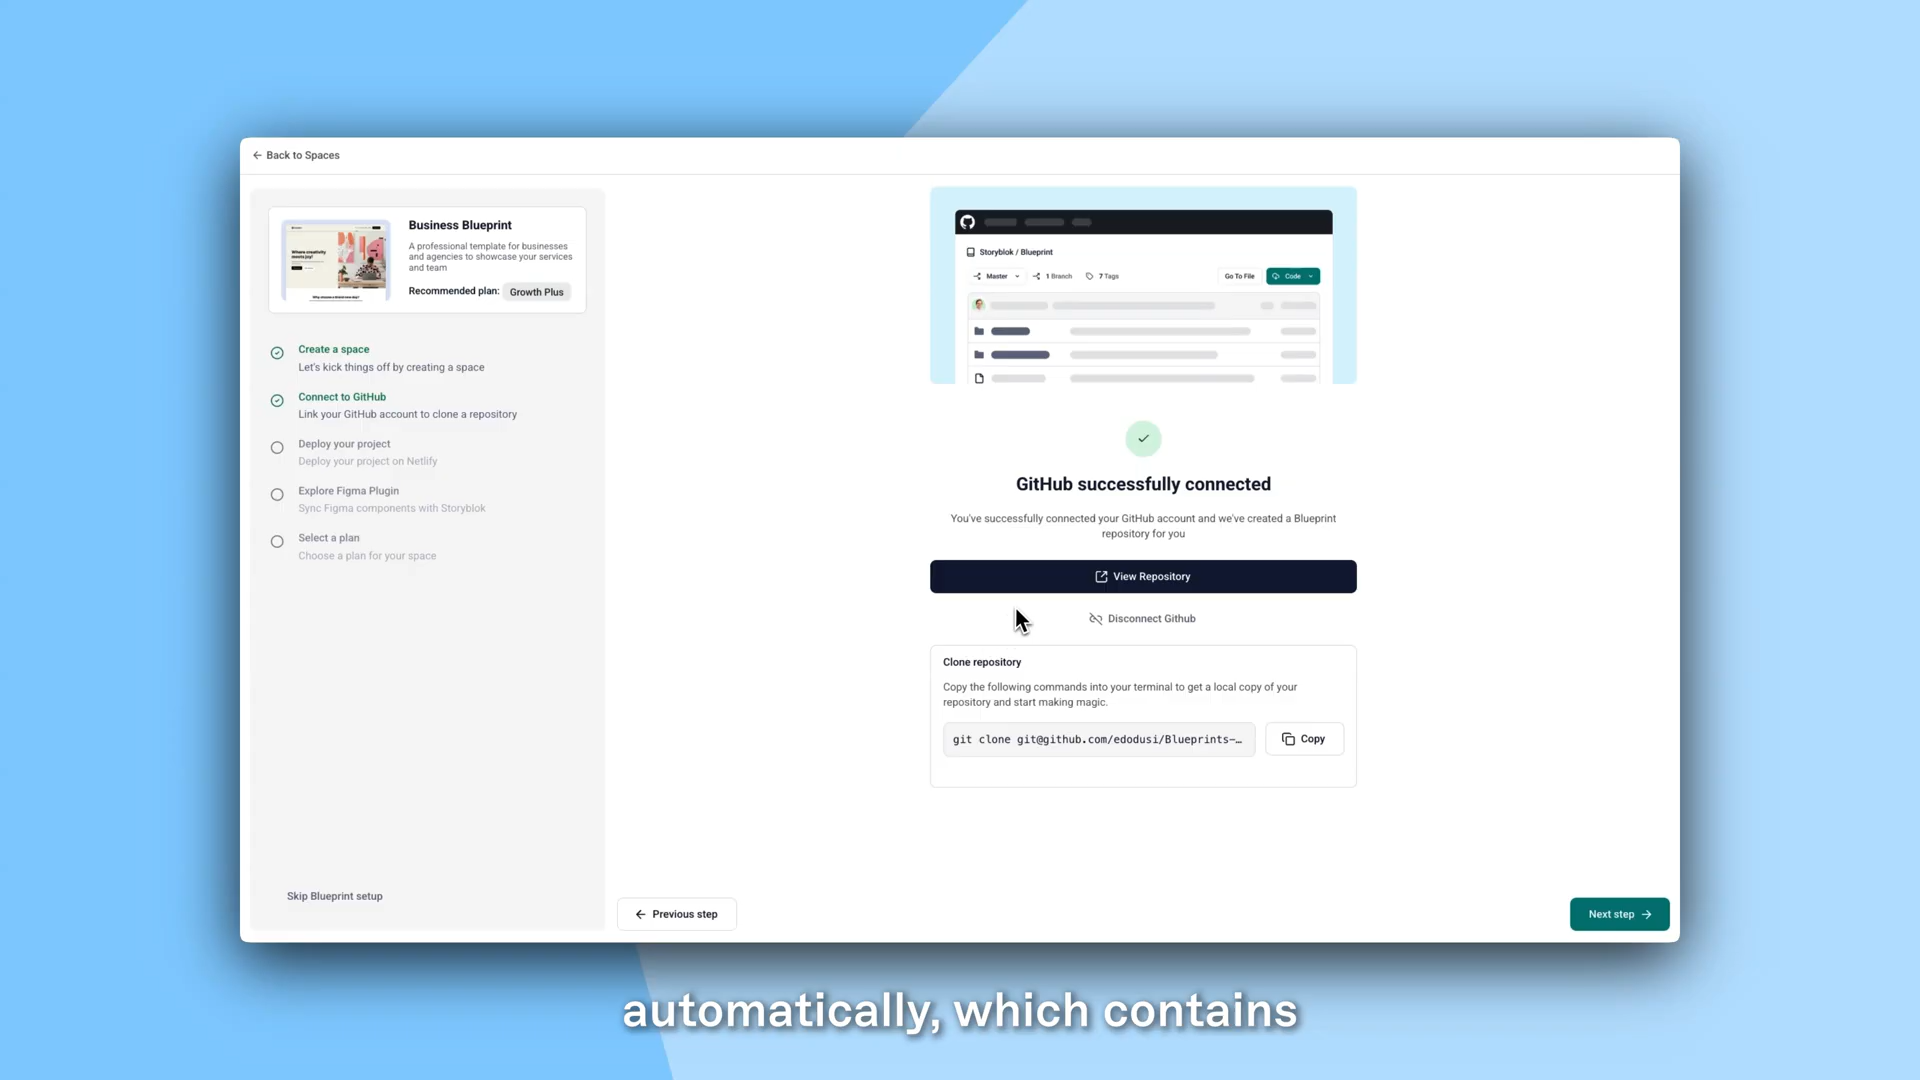 Back to Spaces
Business Blueprint
A professional template for businesses
and agencies to showcase your services
and team
Recommended plan: Growth Plus
Where creativity
meets joy!
Create a space
Let's kick things off by creating a space
Connect to GitHub
Link your GitHub account to clone a repository
Deploy your project
Deploy your project on Netlify
Explore Figma Plugin
Sync Figma components with Storyblok
Select a plan
Choose a plan for your space
Skip Blueprint setup
Storyblok / Blueprint
Master 1 Branch 7 Tags Go To File Code
GitHub successfully connected
You've successfully connected your GitHub account and we've created a Blueprint
repository for you
View Repository
Disconnect Github
Clone repository
Copy the following commands into your terminal to get a local copy of your
repository and start making magic.
git clone git@github.com/edodusi/Blueprints-… Copy
Previous step
Next step
automatically, which contains